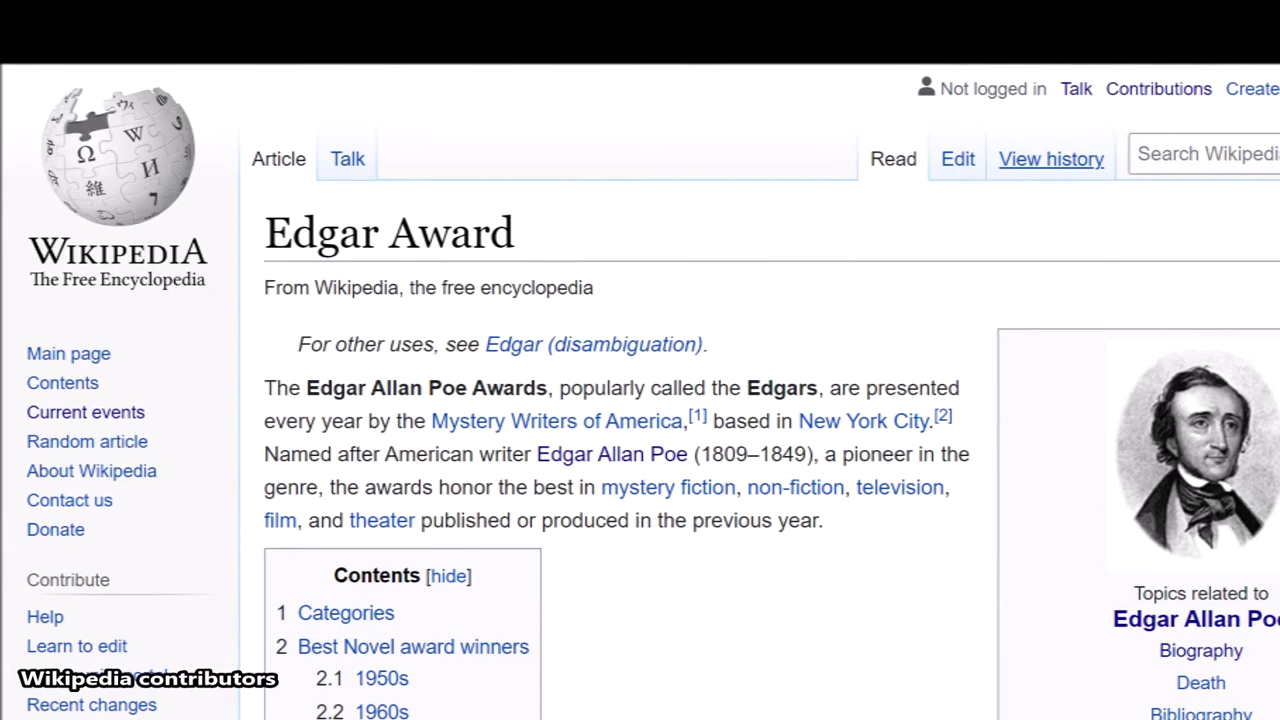 Not logged in Talk Contributions Create
Article Talk Read Edit View history Search Wikipedi
Ω W И 維
WIKIPEDIA
The Free Encyclopedia
Edgar Award
From Wikipedia, the free encyclopedia
For other uses, see Edgar (disambiguation).
The Edgar Allan Poe Awards, popularly called the Edgars, are presented
every year by the Mystery Writers of America,[1] based in New York City.[2]
Named after American writer Edgar Allan Poe (1809–1849), a pioneer in the
genre, the awards honor the best in mystery fiction, non-fiction, television,
film, and theater published or produced in the previous year.
Main page
Contents
Current events
Random article
About Wikipedia
Contact us
Donate
Contribute
Help
Learn to edit
Wikipedia contributors
Recent changes
Contents [hide]
1 Categories
2 Best Novel award winners
2.1 1950s
2.2 1960s
Topics related to
Edgar Allan Poe
Biography
Death
Bibliography